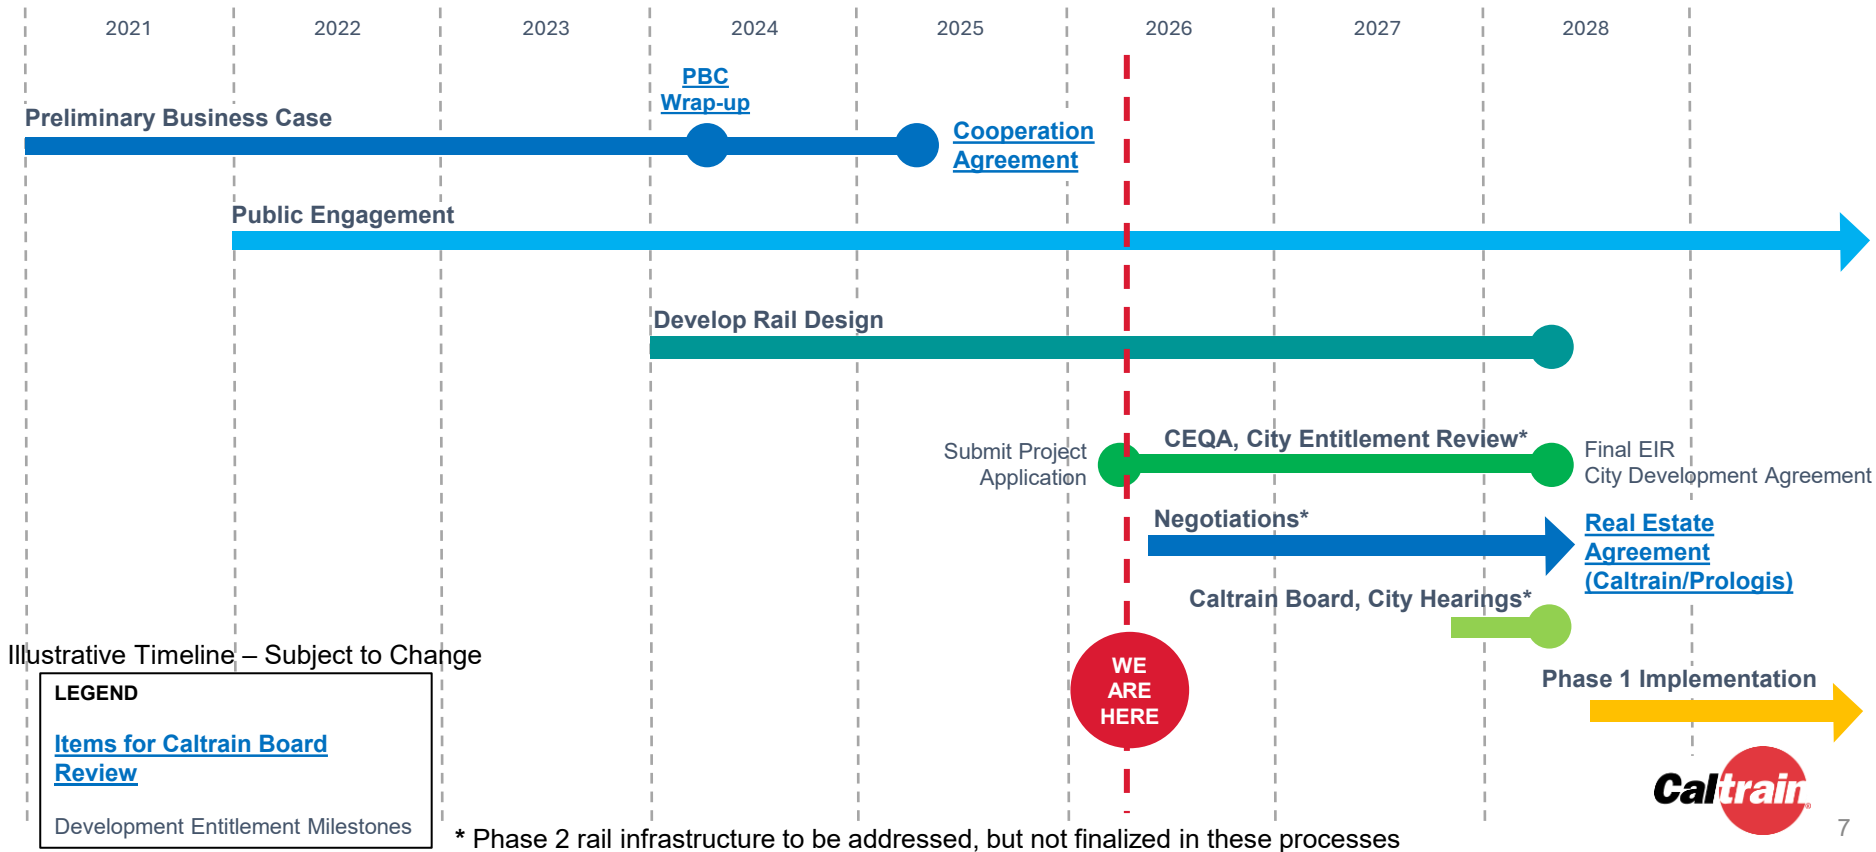 2021 2022 2023 2024 2025 2026 2027 2028
PBC
Wrap-up
Preliminary Business Case
Cooperation
Agreement
Public Engagement
Develop Rail Design
CEQA, City Entitlement Review*
Submit Project
Application
Final EIR
City Development Agreement
Negotiations*
Real Estate
Agreement
(Caltrain/Prologis)
Caltrain Board, City Hearings*
Illustrative Timeline – Subject to Change
WE
ARE
HERE
Phase 1 Implementation
LEGEND
Items for Caltrain Board
Review
Development Entitlement Milestones
* Phase 2 rail infrastructure to be addressed, but not finalized in these processes
Caltrain®
7